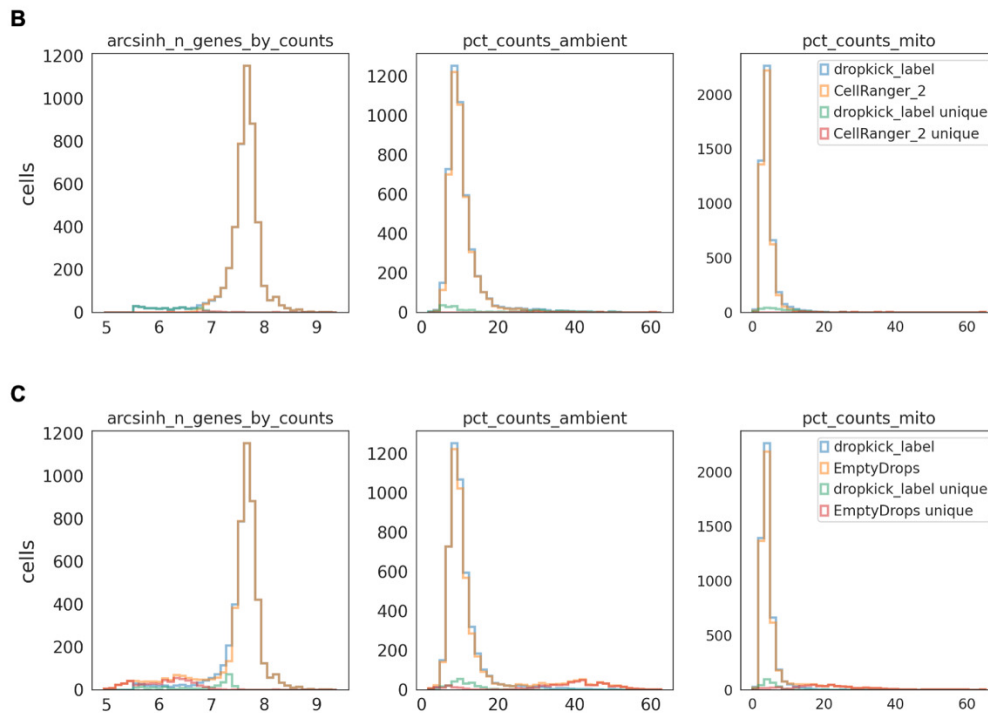 B
arcsinh_n_genes_by_counts
pct_counts_ambient
pct_counts_mito
dropkick_label
CellRanger_2
dropkick_label unique
CellRanger_2 unique
cells
1200
1000
800
600
400
200
0
5 6 7 8 9
1200
1000
800
600
400
200
0
0 20 40 60
2000
1500
1000
500
0
0 20 40 60
C
arcsinh_n_genes_by_counts
pct_counts_ambient
pct_counts_mito
dropkick_label
EmptyDrops
dropkick_label unique
EmptyDrops unique
cells
1200
1000
800
600
400
200
0
5 6 7 8 9
1200
1000
800
600
400
200
0
0 20 40 60
2000
1500
1000
500
0
0 20 40 60